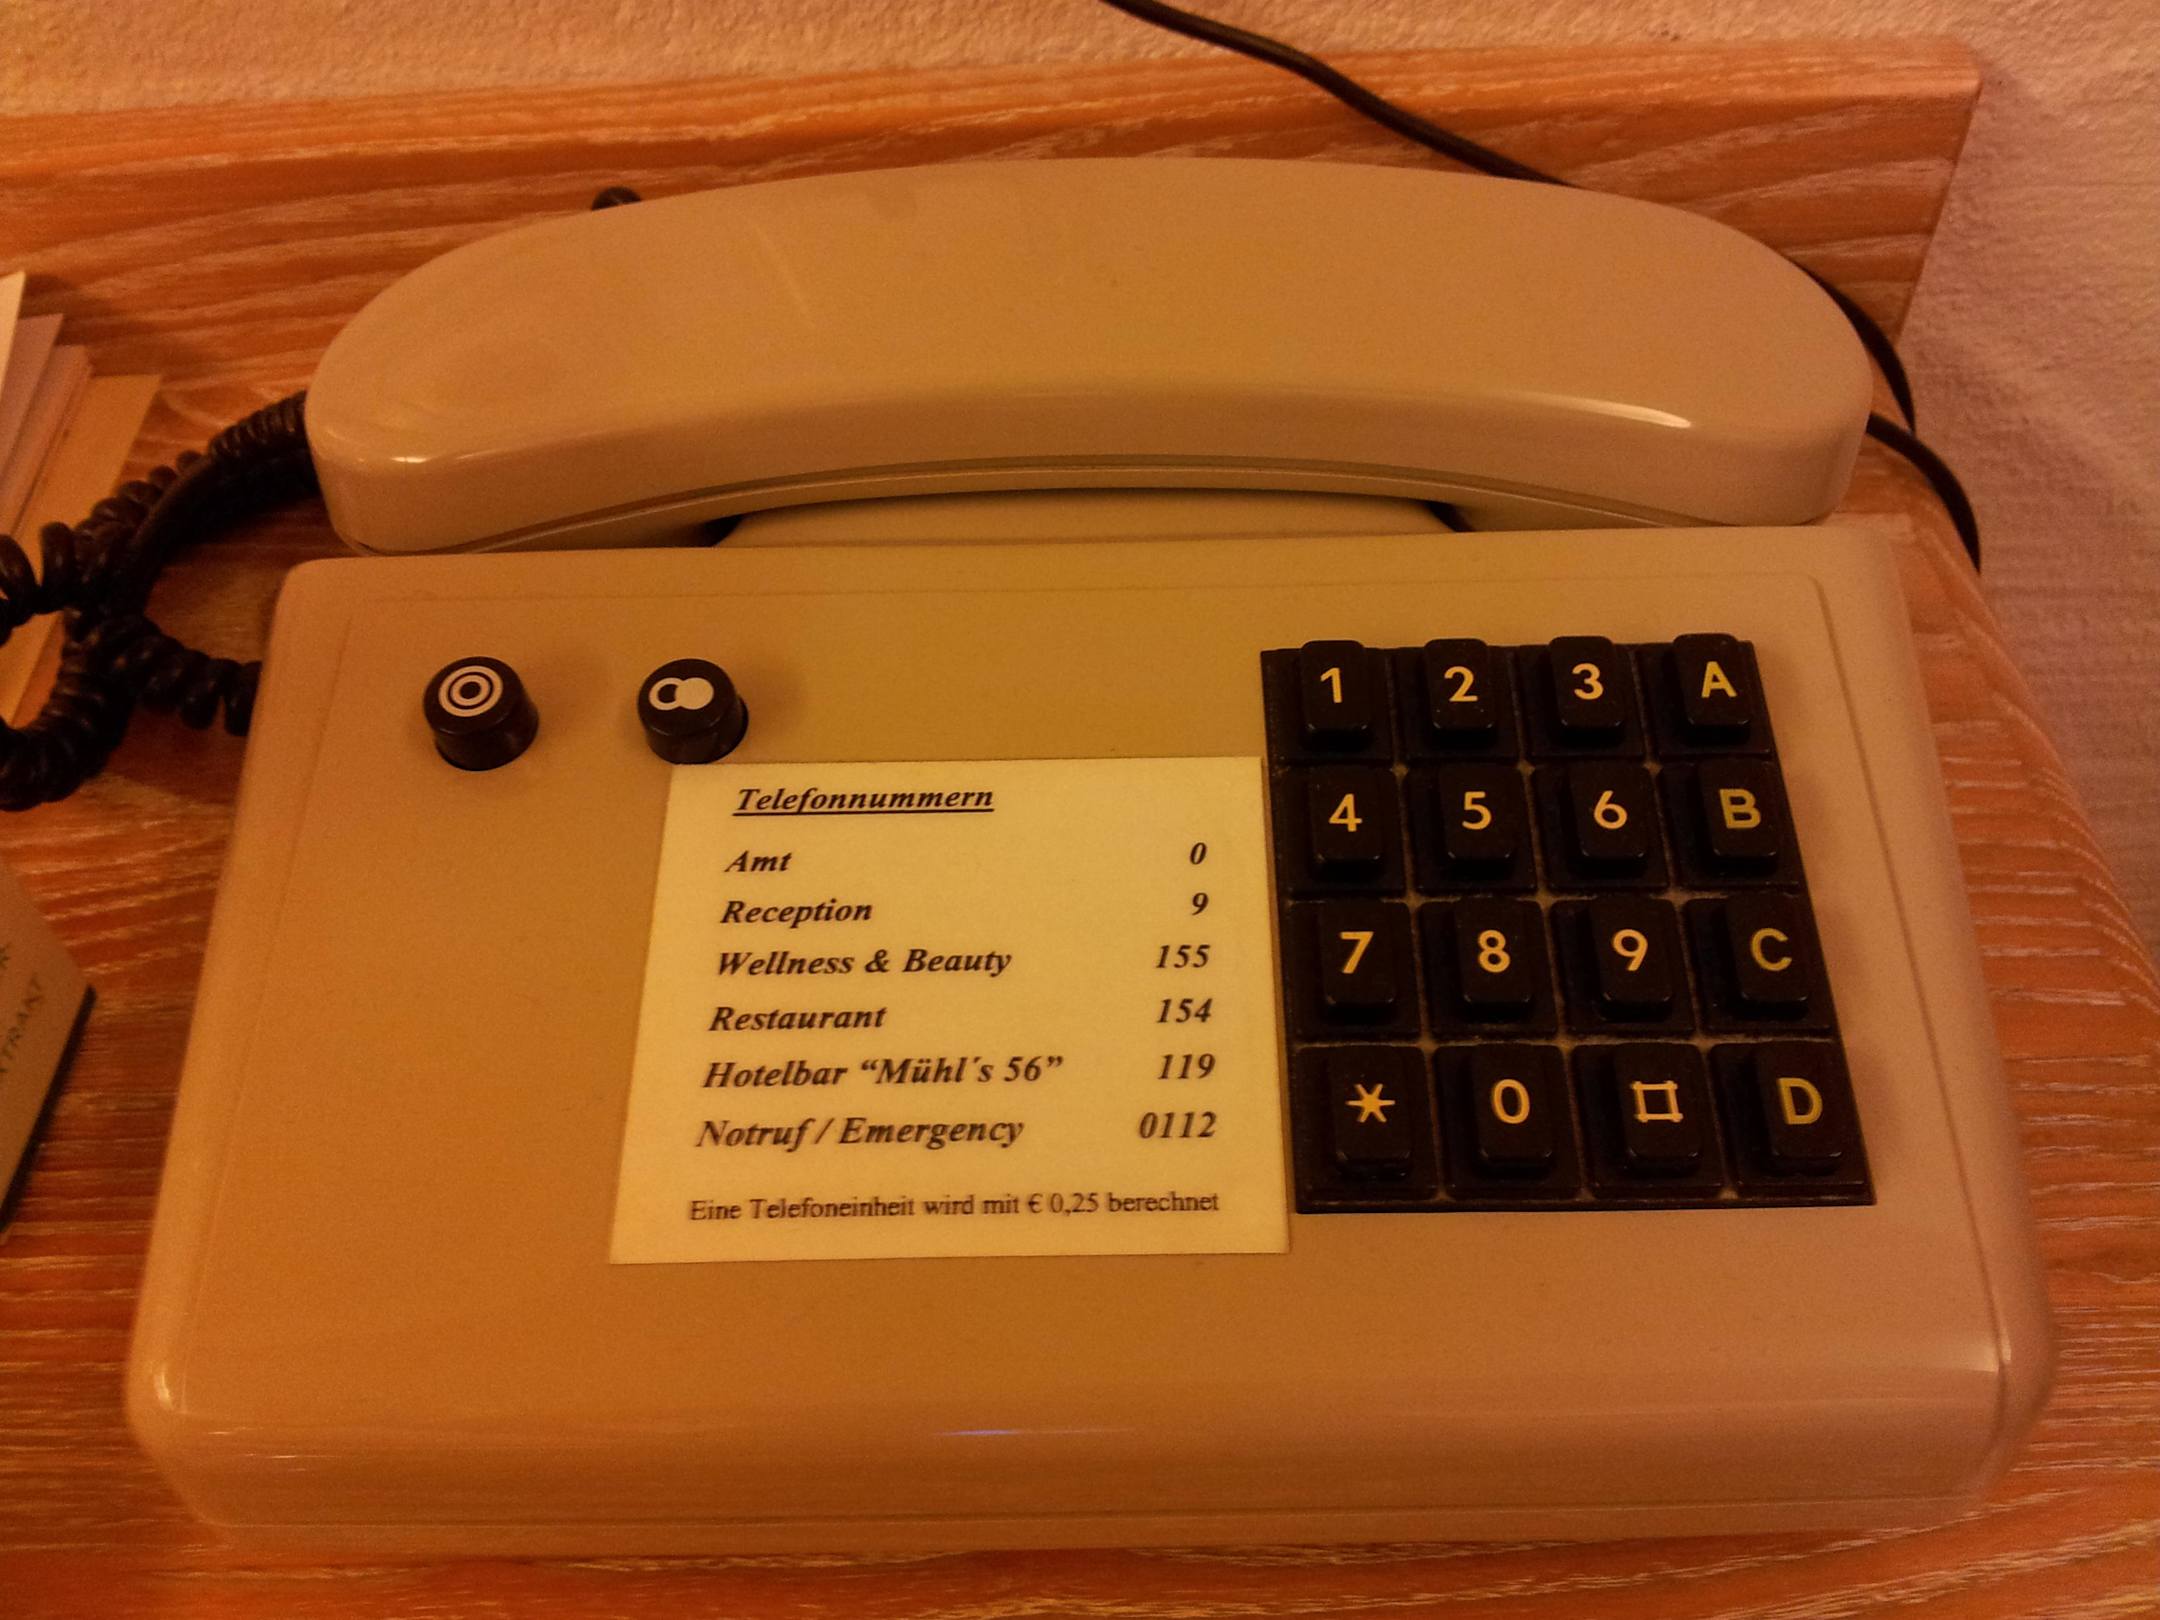 1 2 3 A
4 5 6 B
7 8 9 C
* 0 # D
Telefonnummern
Amt 0
Reception 9
Wellness & Beauty 155
Restaurant 154
Hotelbar “Mühl´s 56” 119
Notruf / Emergency 0112
Eine Telefoneinheit wird mit € 0,25 berechnet